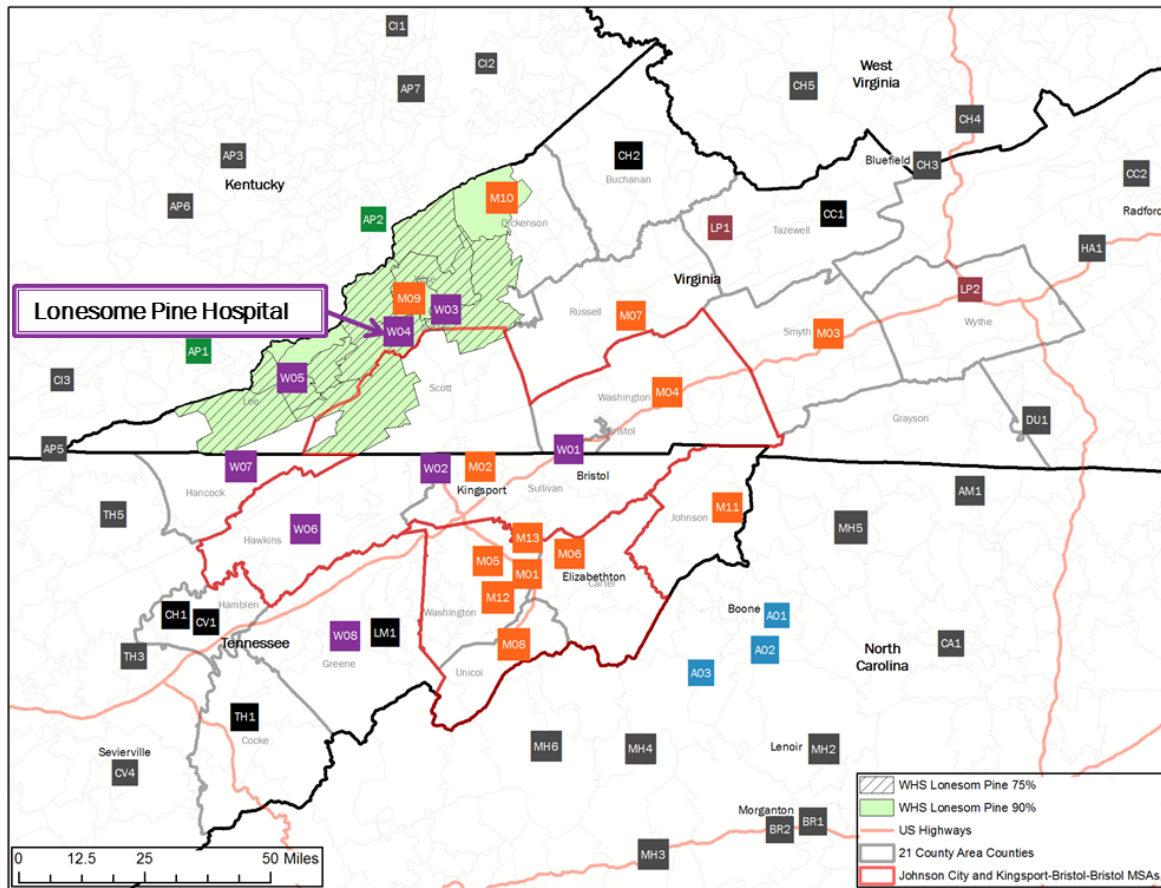 CI1
CI2
AP7
West
Virginia
CH5
CH4
AP3
Kentucky
CH2
Buchanan
Bluefield
CH3
CC2
Radford
AP6
M10
Dickenson
AP2
LP1
CC1
Tazewell
HA1
Virginia
Lonesome Pine Hospital
M09
W03
W04
Russell
M07
LP2
Wythe
Smyth
M03
AP1
CI3
W05
Lee
Scott
Washington
M04
Grayson
DU1
Bristol
AP5
W07
W02
M02
W01
Bristol
Hancock
Kingsport
Sullivan
AM1
TH5
Hawkins
W06
Johnson
M11
MH5
M13
M05
M06
M01
Elizabethton
Carter
M12
Hamblen
CH1
CV1
Tennessee
W08
LM1
Greene
Washington
Boone
AO1
AO2
AO3
North
Carolina
CA1
TH3
M08
Unicoi
TH1
Cocke
Sevierville
CV4
MH6
MH4
Lenoir
MH2
Morganton
BR2
BR1
MH3
WHS Lonesom Pine 75%
WHS Lonesom Pine 90%
US Highways
21 County Area Counties
Johnson City and Kingsport-Bristol-Bristol MSAs
0 12.5 25 50 Miles